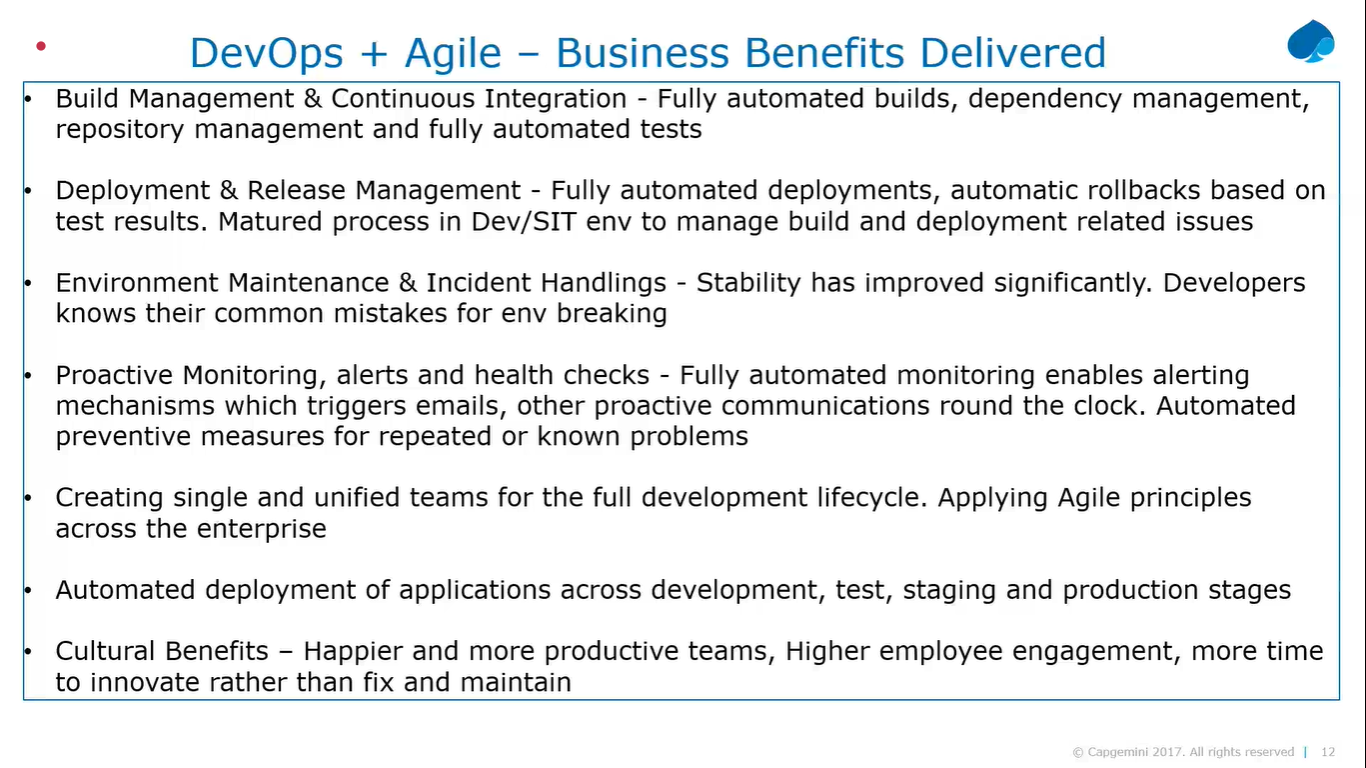 DevOps + Agile – Business Benefits Delivered
• Build Management & Continuous Integration - Fully automated builds, dependency management,
repository management and fully automated tests
• Deployment & Release Management - Fully automated deployments, automatic rollbacks based on
test results. Matured process in Dev/SIT env to manage build and deployment related issues
• Environment Maintenance & Incident Handlings - Stability has improved significantly. Developers
knows their common mistakes for env breaking
• Proactive Monitoring, alerts and health checks - Fully automated monitoring enables alerting
mechanisms which triggers emails, other proactive communications round the clock. Automated
preventive measures for repeated or known problems
• Creating single and unified teams for the full development lifecycle. Applying Agile principles
across the enterprise
• Automated deployment of applications across development, test, staging and production stages
• Cultural Benefits – Happier and more productive teams, Higher employee engagement, more time
to innovate rather than fix and maintain
© Capgemini 2017. All rights reserved | 12